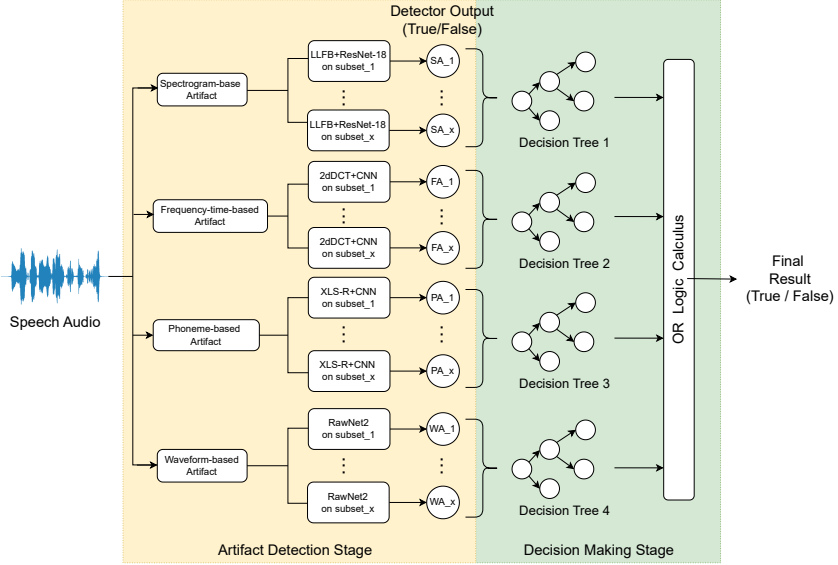 Detector Output
(True/False)
Speech Audio
Spectrogram-base
Artifact
LLFB+ResNet-18
on subset_1
SA_1
LLFB+ResNet-18
on subset_x
SA_x
Decision Tree 1
Frequency-time-based
Artifact
2dDCT+CNN
on subset_1
FA_1
2dDCT+CNN
on subset_x
FA_x
Decision Tree 2
Phoneme-based
Artifact
XLS-R+CNN
on subset_1
PA_1
XLS-R+CNN
on subset_x
PA_x
Decision Tree 3
Waveform-based
Artifact
RawNet2
on subset_1
WA_1
RawNet2
on subset_x
WA_x
Decision Tree 4
OR Logic Calculus
Final
Result
(True / False)
Artifact Detection Stage
Decision Making Stage